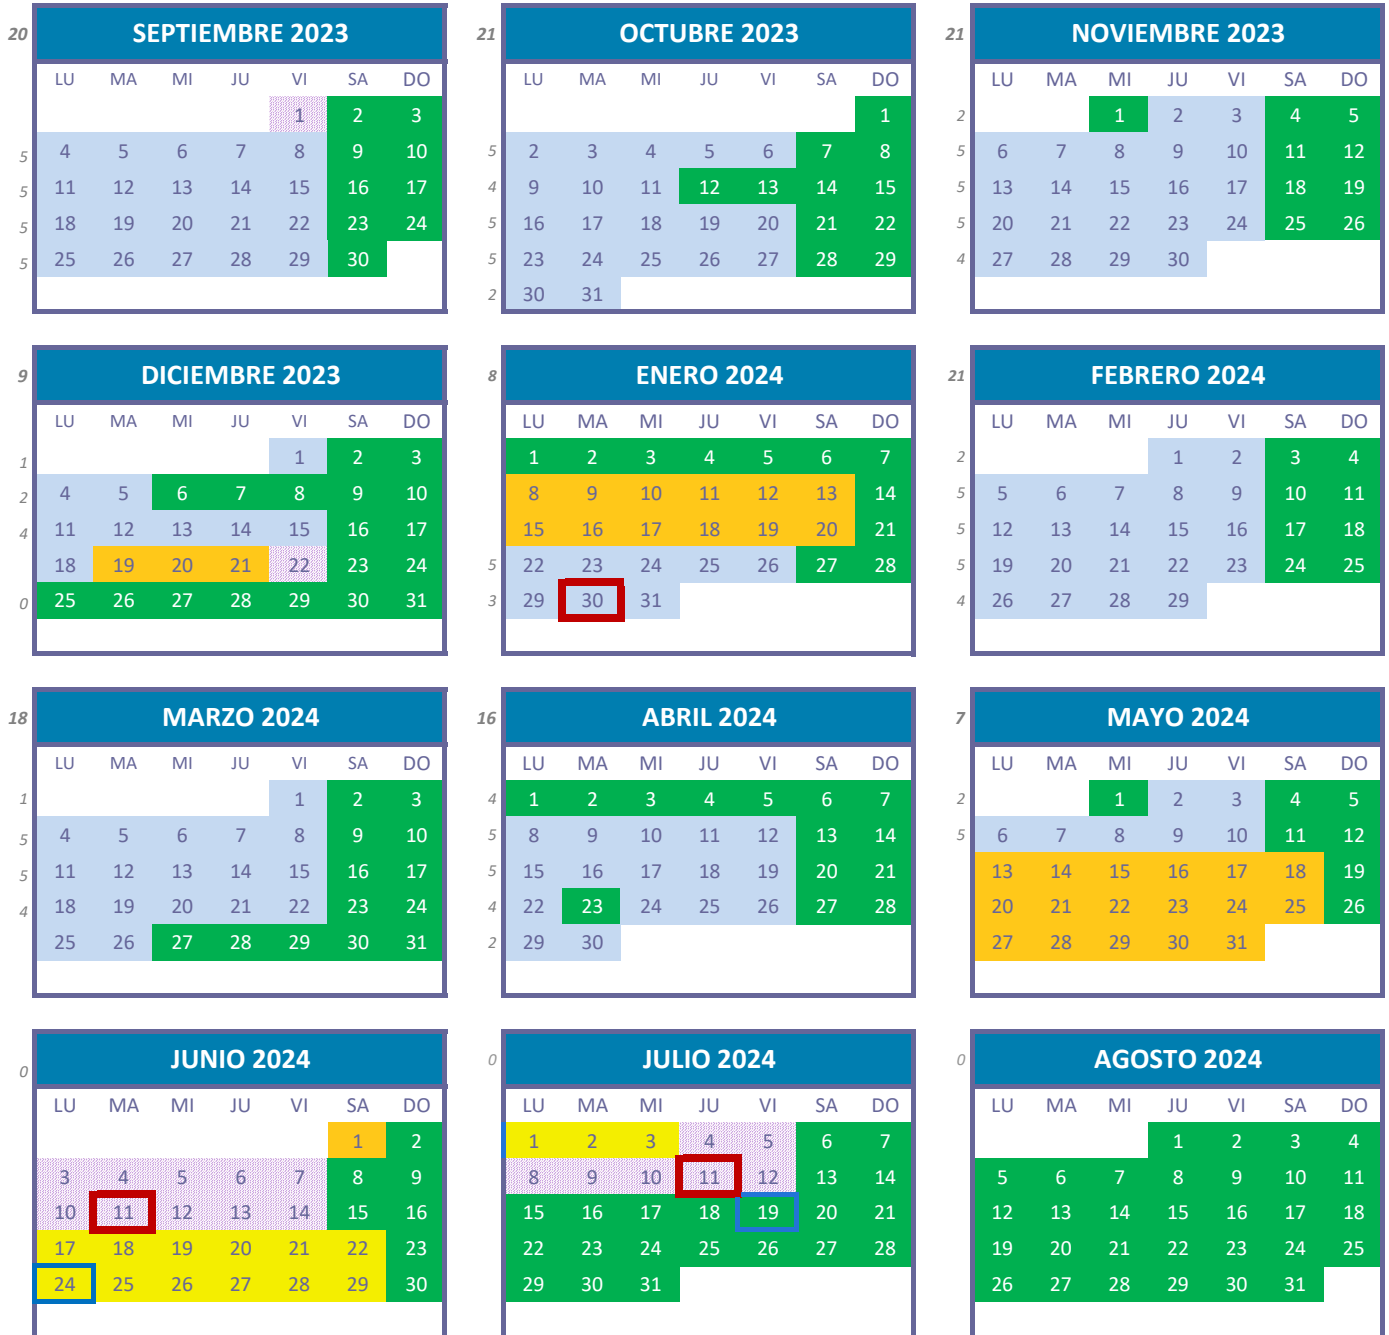 20 SEPTIEMBRE 2023
LU MA MI JU VI SA DO
1 2 3
5 4 5 6 7 8 9 10
5 11 12 13 14 15 16 17
5 18 19 20 21 22 23 24
5 25 26 27 28 29 30
21 OCTUBRE 2023
LU MA MI JU VI SA DO
1
5 2 3 4 5 6 7 8
4 9 10 11 12 13 14 15
5 16 17 18 19 20 21 22
5 23 24 25 26 27 28 29
2 30 31
21 NOVIEMBRE 2023
LU MA MI JU VI SA DO
2 1 2 3 4 5
5 6 7 8 9 10 11 12
5 13 14 15 16 17 18 19
5 20 21 22 23 24 25 26
4 27 28 29 30
9 DICIEMBRE 2023
LU MA MI JU VI SA DO
1 1 2 3
2 4 5 6 7 8 9 10
4 11 12 13 14 15 16 17
18 19 20 21 22 23 24
0 25 26 27 28 29 30 31
8 ENERO 2024
LU MA MI JU VI SA DO
1 2 3 4 5 6 7
8 9 10 11 12 13 14
15 16 17 18 19 20 21
5 22 23 24 25 26 27 28
3 29 30 31
21 FEBRERO 2024
LU MA MI JU VI SA DO
2 1 2 3 4
5 5 6 7 8 9 10 11
5 12 13 14 15 16 17 18
5 19 20 21 22 23 24 25
4 26 27 28 29
18 MARZO 2024
LU MA MI JU VI SA DO
1 1 2 3
5 4 5 6 7 8 9 10
5 11 12 13 14 15 16 17
4 18 19 20 21 22 23 24
25 26 27 28 29 30 31
16 ABRIL 2024
LU MA MI JU VI SA DO
4 1 2 3 4 5 6 7
5 8 9 10 11 12 13 14
5 15 16 17 18 19 20 21
4 22 23 24 25 26 27 28
2 29 30
7 MAYO 2024
LU MA MI JU VI SA DO
2 1 2 3 4 5
5 6 7 8 9 10 11 12
13 14 15 16 17 18 19
20 21 22 23 24 25 26
27 28 29 30 31
0 JUNIO 2024
LU MA MI JU VI SA DO
1 2
3 4 5 6 7 8 9
10 11 12 13 14 15 16
17 18 19 20 21 22 23
24 25 26 27 28 29 30
0 JULIO 2024
LU MA MI JU VI SA DO
1 2 3 4 5 6 7
8 9 10 11 12 13 14
15 16 17 18 19 20 21
22 23 24 25 26 27 28
29 30 31
0 AGOSTO 2024
LU MA MI JU VI SA DO
1 2 3 4
5 6 7 8 9 10 11
12 13 14 15 16 17 18
19 20 21 22 23 24 25
26 27 28 29 30 31